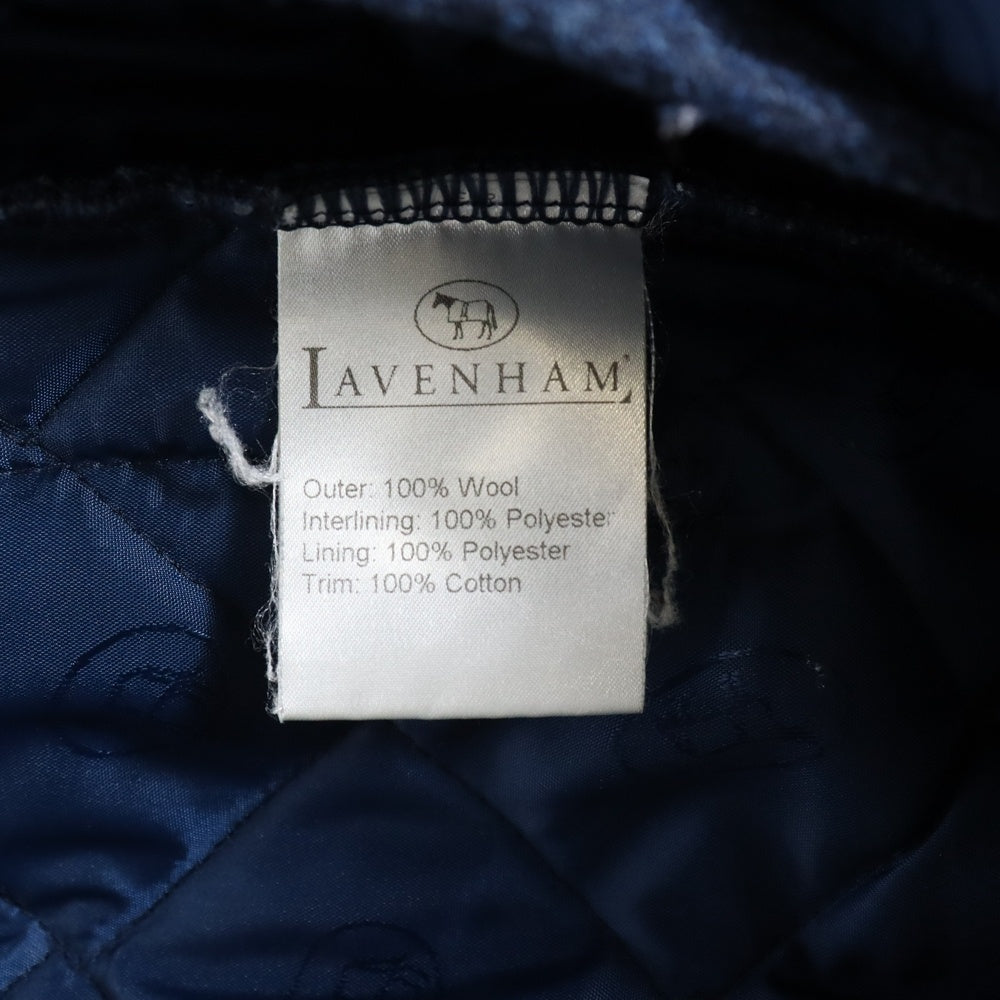 LAVENHAM®
Outer: 100% Wool
Interlining: 100% Polyester
Lining: 100% Polyester
Trim: 100% Cotton